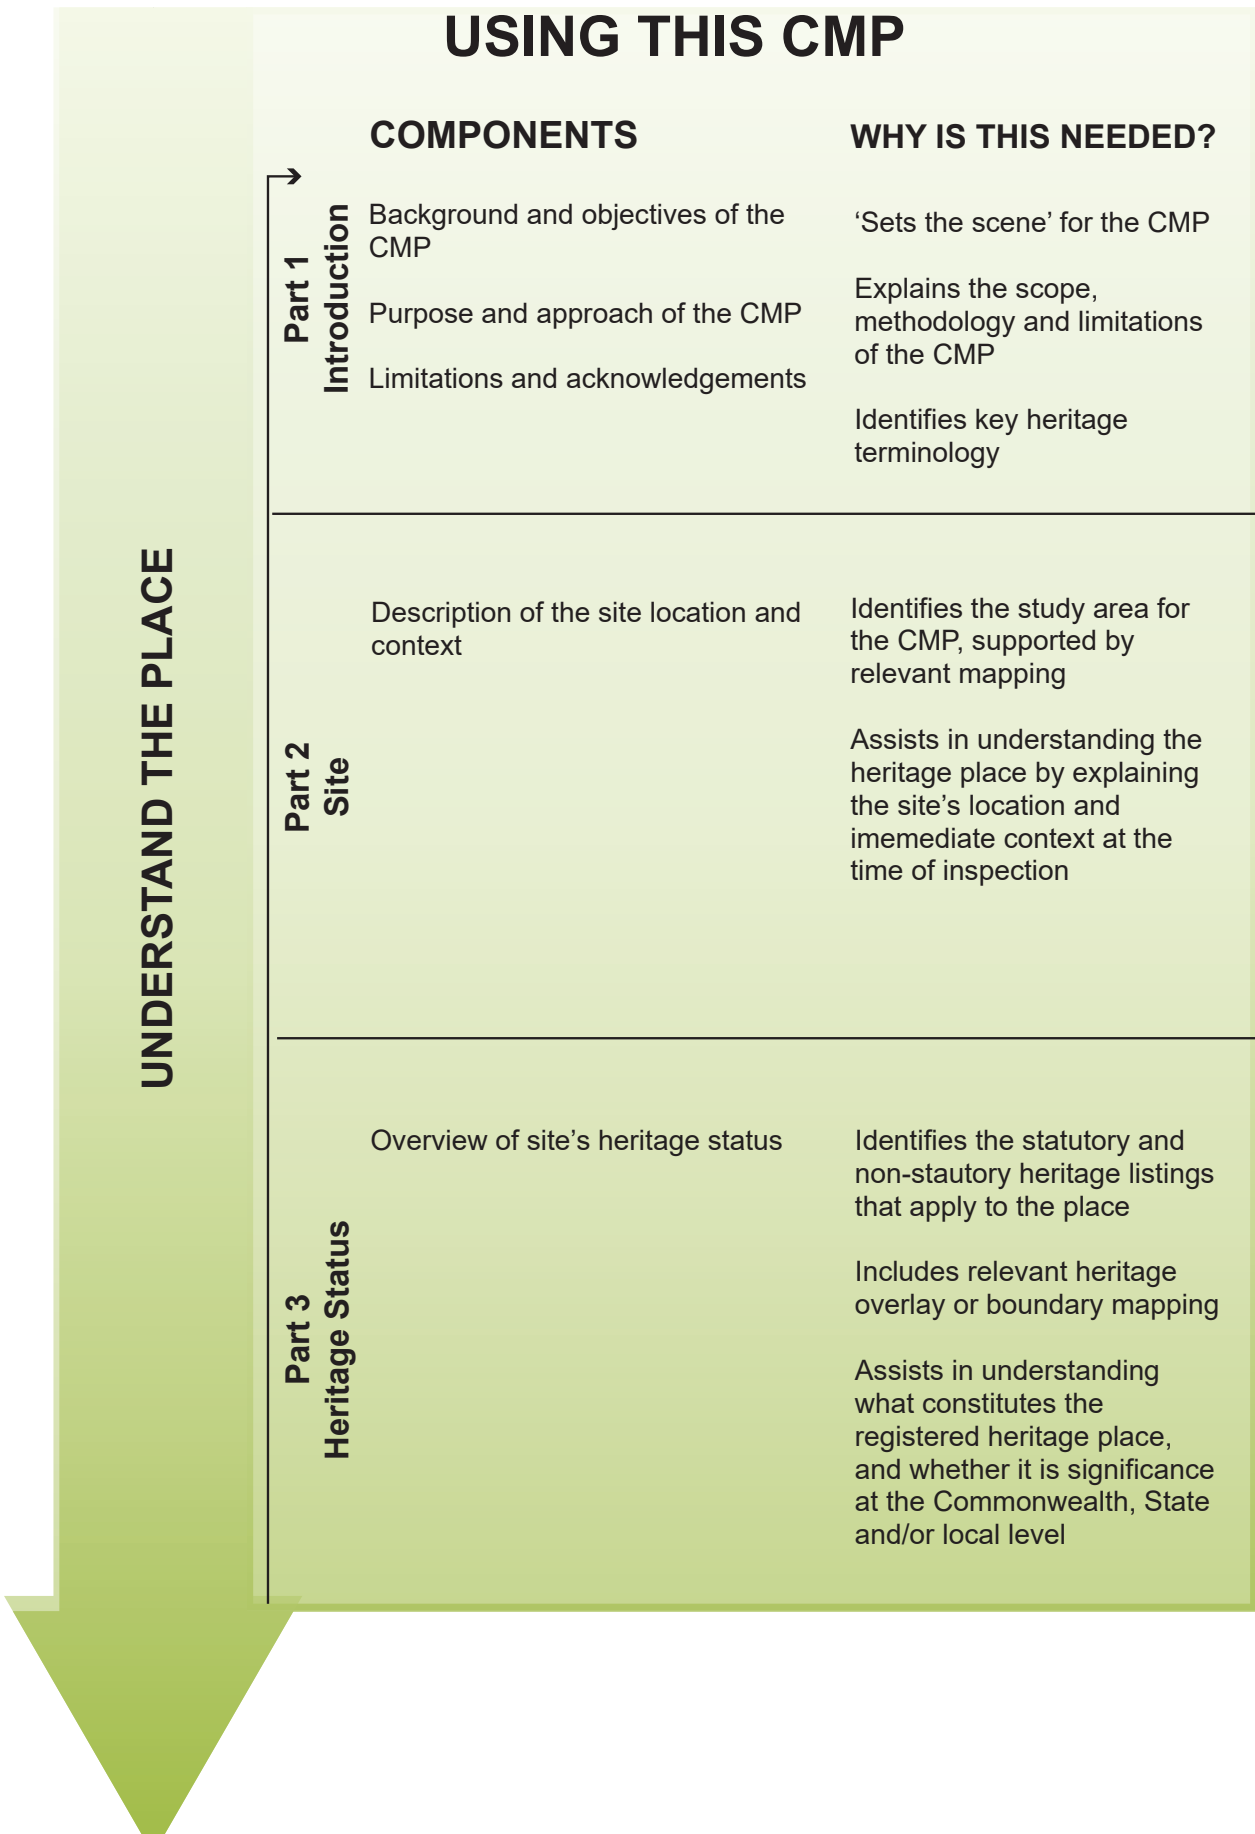 USING THIS CMP
COMPONENTS
WHY IS THIS NEEDED?
UNDERSTAND THE PLACE
Part 1
Introduction
Background and objectives of the
CMP
Purpose and approach of the CMP
Limitations and acknowledgements
‘Sets the scene’ for the CMP
Explains the scope,
methodology and limitations
of the CMP
Identifies key heritage
terminology
Part 2
Site
Description of the site location and
context
Identifies the study area for
the CMP, supported by
relevant mapping
Assists in understanding the
heritage place by explaining
the site’s location and
imemediate context at the
time of inspection
Part 3
Heritage Status
Overview of site’s heritage status
Identifies the statutory and
non-stautory heritage listings
that apply to the place
Includes relevant heritage
overlay or boundary mapping
Assists in understanding
what constitutes the
registered heritage place,
and whether it is significance
at the Commonwealth, State
and/or local level